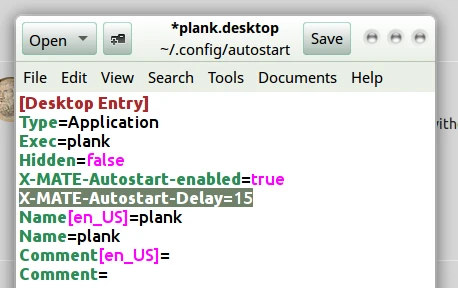 Open
*plank.desktop
~/.config/autostart
Save
File Edit View Search Tools Documents Help
[Desktop Entry]
Type=Application
Exec=plank
Hidden=false
X-MATE-Autostart-enabled=true
X-MATE-Autostart-Delay=15
Name[en_US]=plank
Name=plank
Comment[en_US]=
Comment=